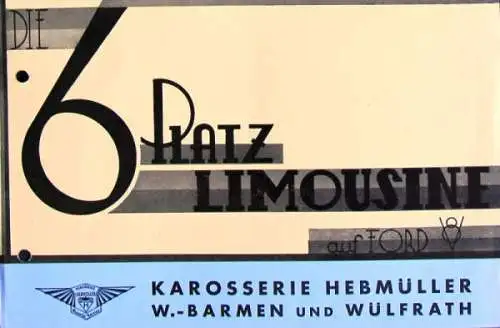 DIE
6
PLATZ
LIMOUSINE
auf FORD V8
KAROSSERIE HEBMÜLLER
W.-BARMEN UND WÜLFRATH